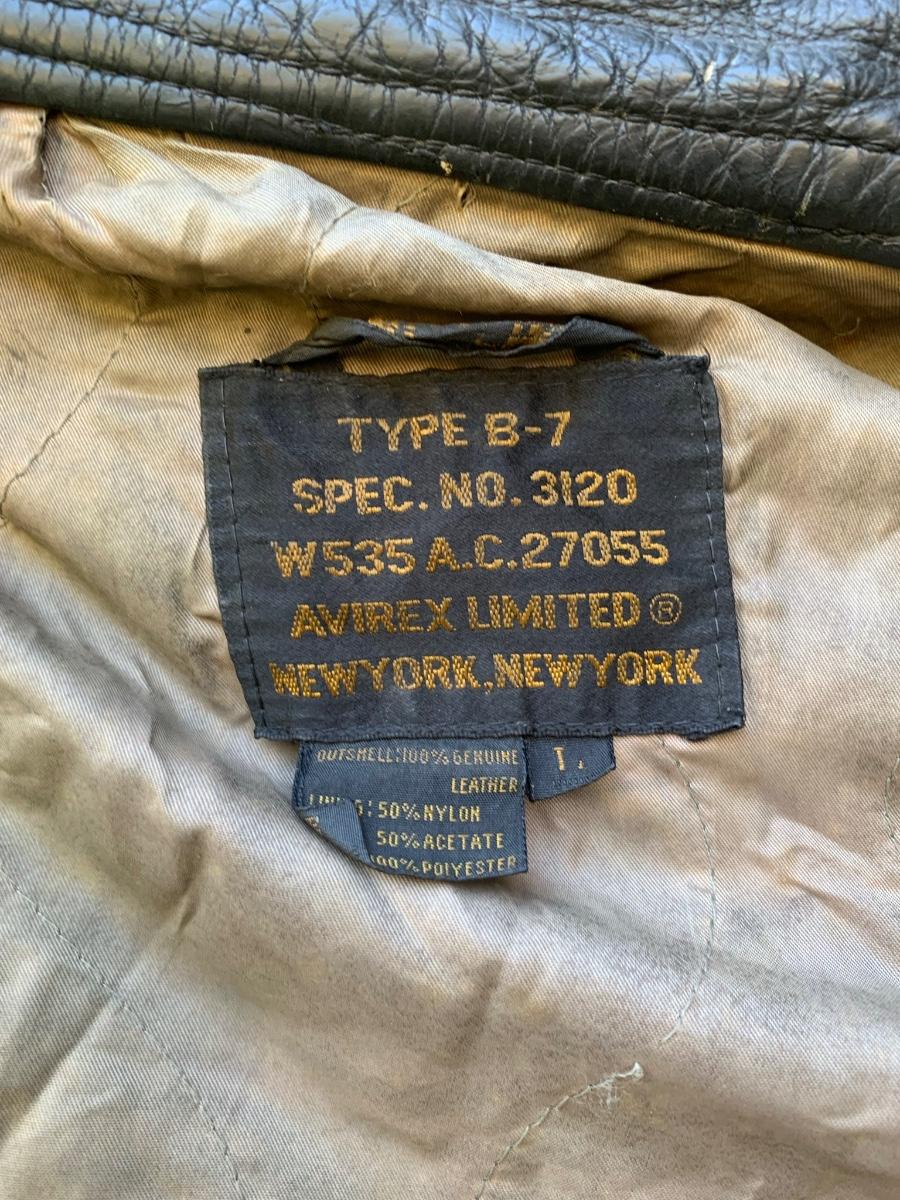 TYPE B-7
SPEC. NO. 3120
W535 A.C.27055
AVIREX LIMITED®
NEWYORK,NEWYORK
OUTSHELL:100%GENUINE
LEATHER
: 50%NYLON
50%ACETATE
100%POLYESTER